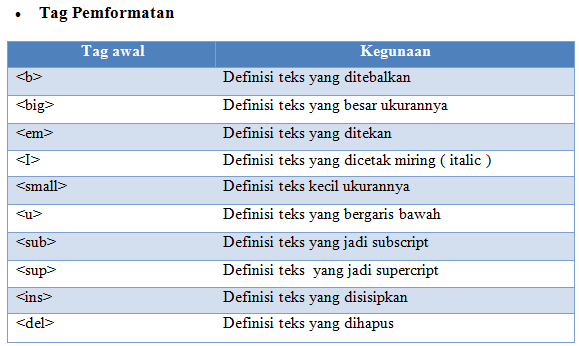 • Tag Pemformatan
Tag awal Kegunaan
<b> Definisi teks yang ditebalkan
<big> Definisi teks yang besar ukurannya
<em> Definisi teks yang ditekan
<I> Definisi teks yang dicetak miring ( italic )
<small> Definisi teks kecil ukurannya
<u> Definisi teks yang bergaris bawah
<sub> Definisi teks yang jadi subscript
<sup> Definisi teks  yang jadi supercript
<ins> Definisi teks yang disisipkan
<del> Definisi teks yang dihapus